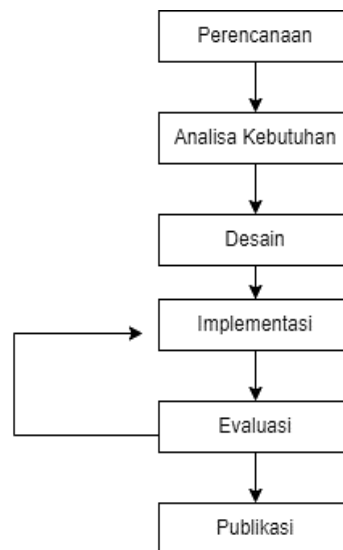 Perencanaan
Analisa Kebutuhan
Desain
Implementasi
Evaluasi
Publikasi